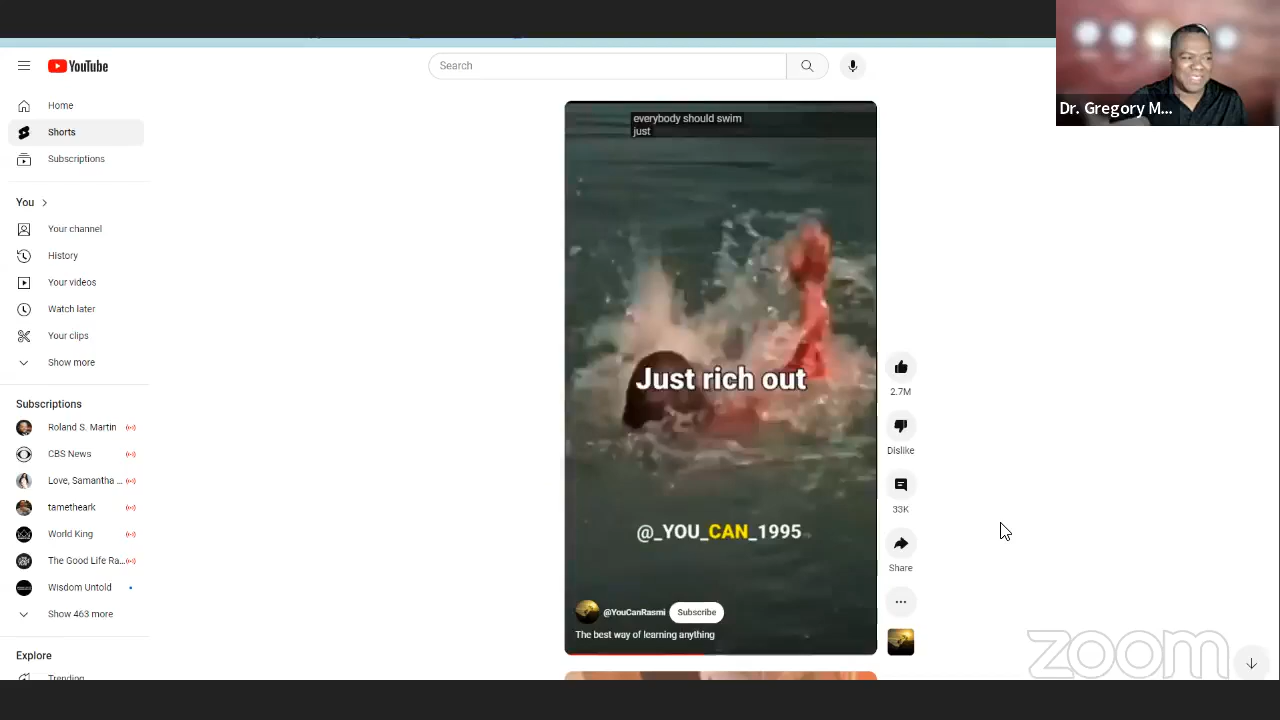 YouTube
Search
Home
Shorts
Subscriptions
You
Your channel
History
Your videos
Watch later
Your clips
Show more
Subscriptions
Roland S. Martin
CBS News
Love, Samantha ...
tametheark
World King
The Good Life Ra...
Wisdom Untold
Show 463 more
Explore
Trending
everybody should swim
just
Just rich out
@_YOU_CAN_1995
@YouCanRasmi
Subscribe
The best way of learning anything
2.7M
Dislike
33K
Share
Dr. Gregory M...
zoom